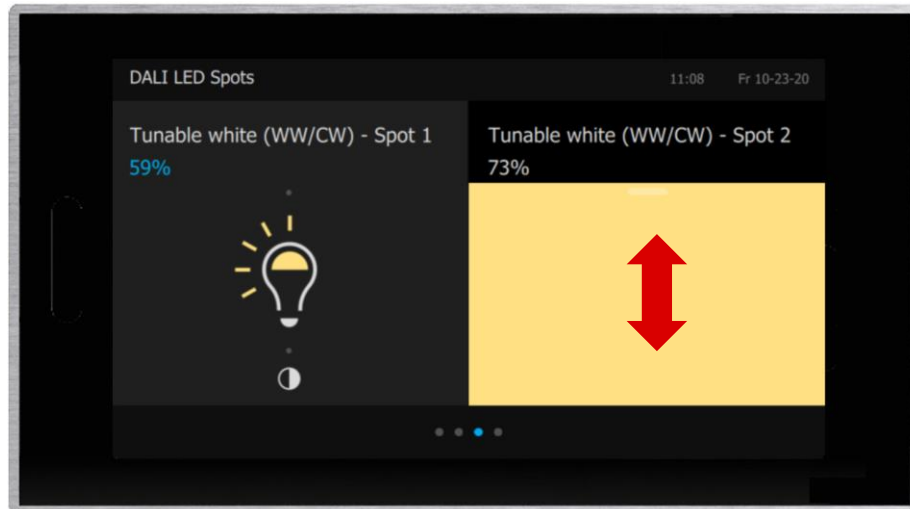 DALI LED Spots
11:08 Fr 10-23-20
Tunable white (WW/CW) - Spot 1
59%
Tunable white (WW/CW) - Spot 2
73%